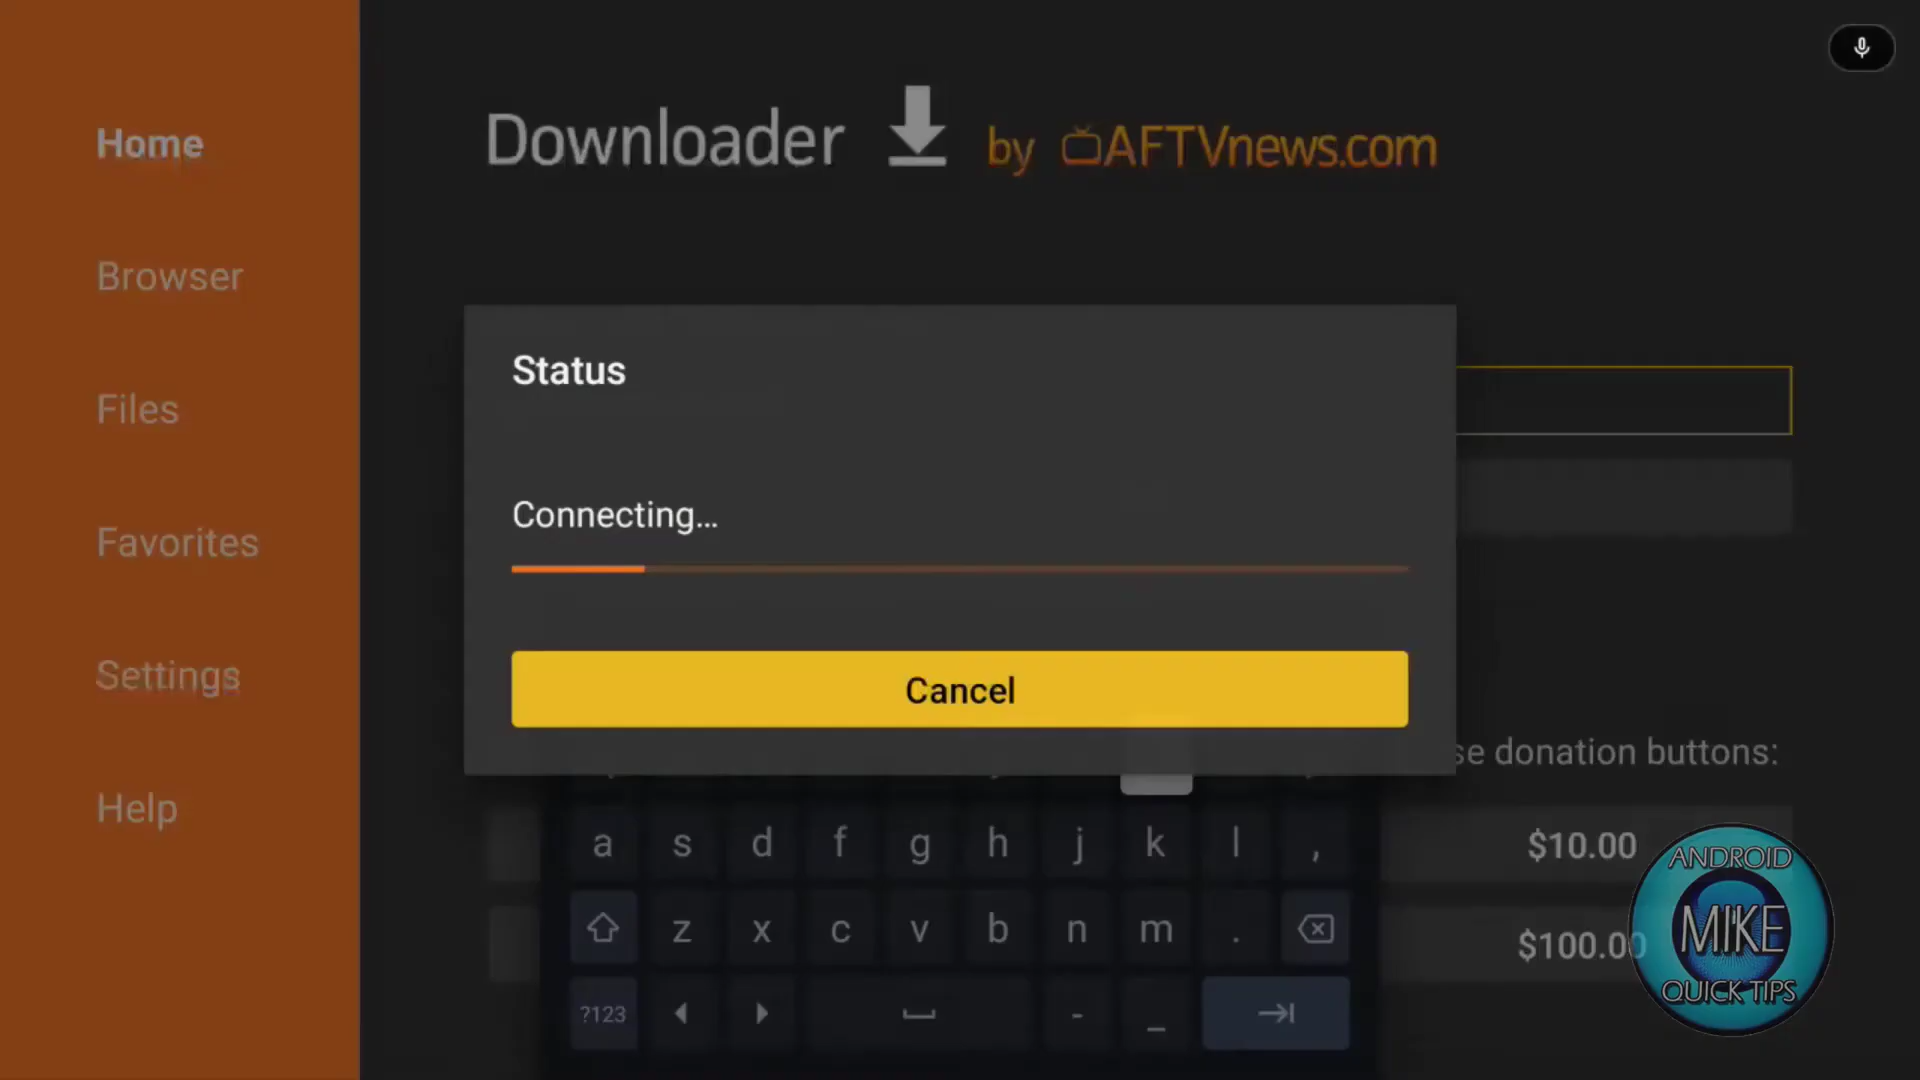 Home
Browser
Files
Favorites
Settings
Help
Downloader by AFTVnews.com
Status
Connecting...
Cancel
se donation buttons:
$10.00
$100.00
a s d f g h j k l ,
z x c v b n m .
?123 - _
ANDROID
MIKE
QUICK TIPS